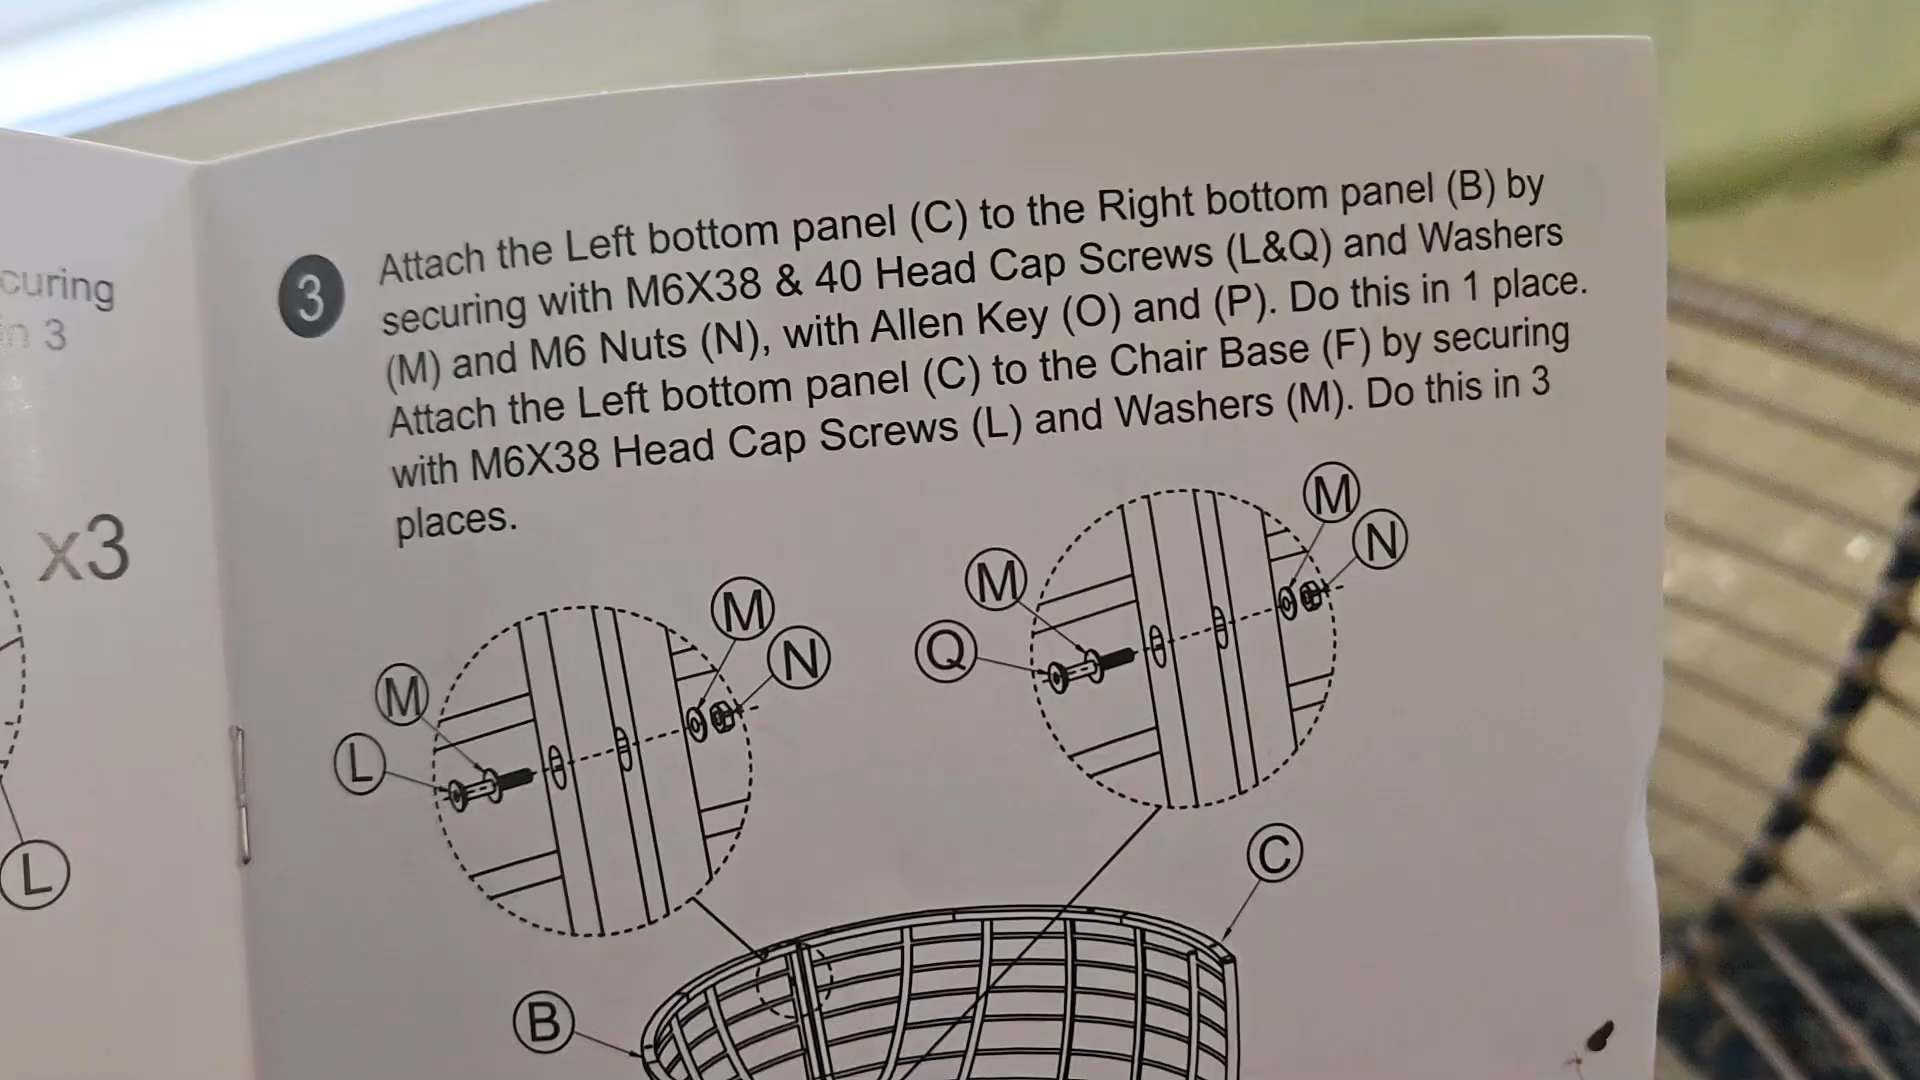 curing
in 3
x3
L
3
Attach the Left bottom panel (C) to the Right bottom panel (B) by
securing with M6X38 & 40 Head Cap Screws (L&Q) and Washers
(M) and M6 Nuts (N), with Allen Key (O) and (P). Do this in 1 place.
Attach the Left bottom panel (C) to the Chair Base (F) by securing
with M6X38 Head Cap Screws (L) and Washers (M). Do this in 3
places.
M
N
M
L
M
N
M
Q
C
B